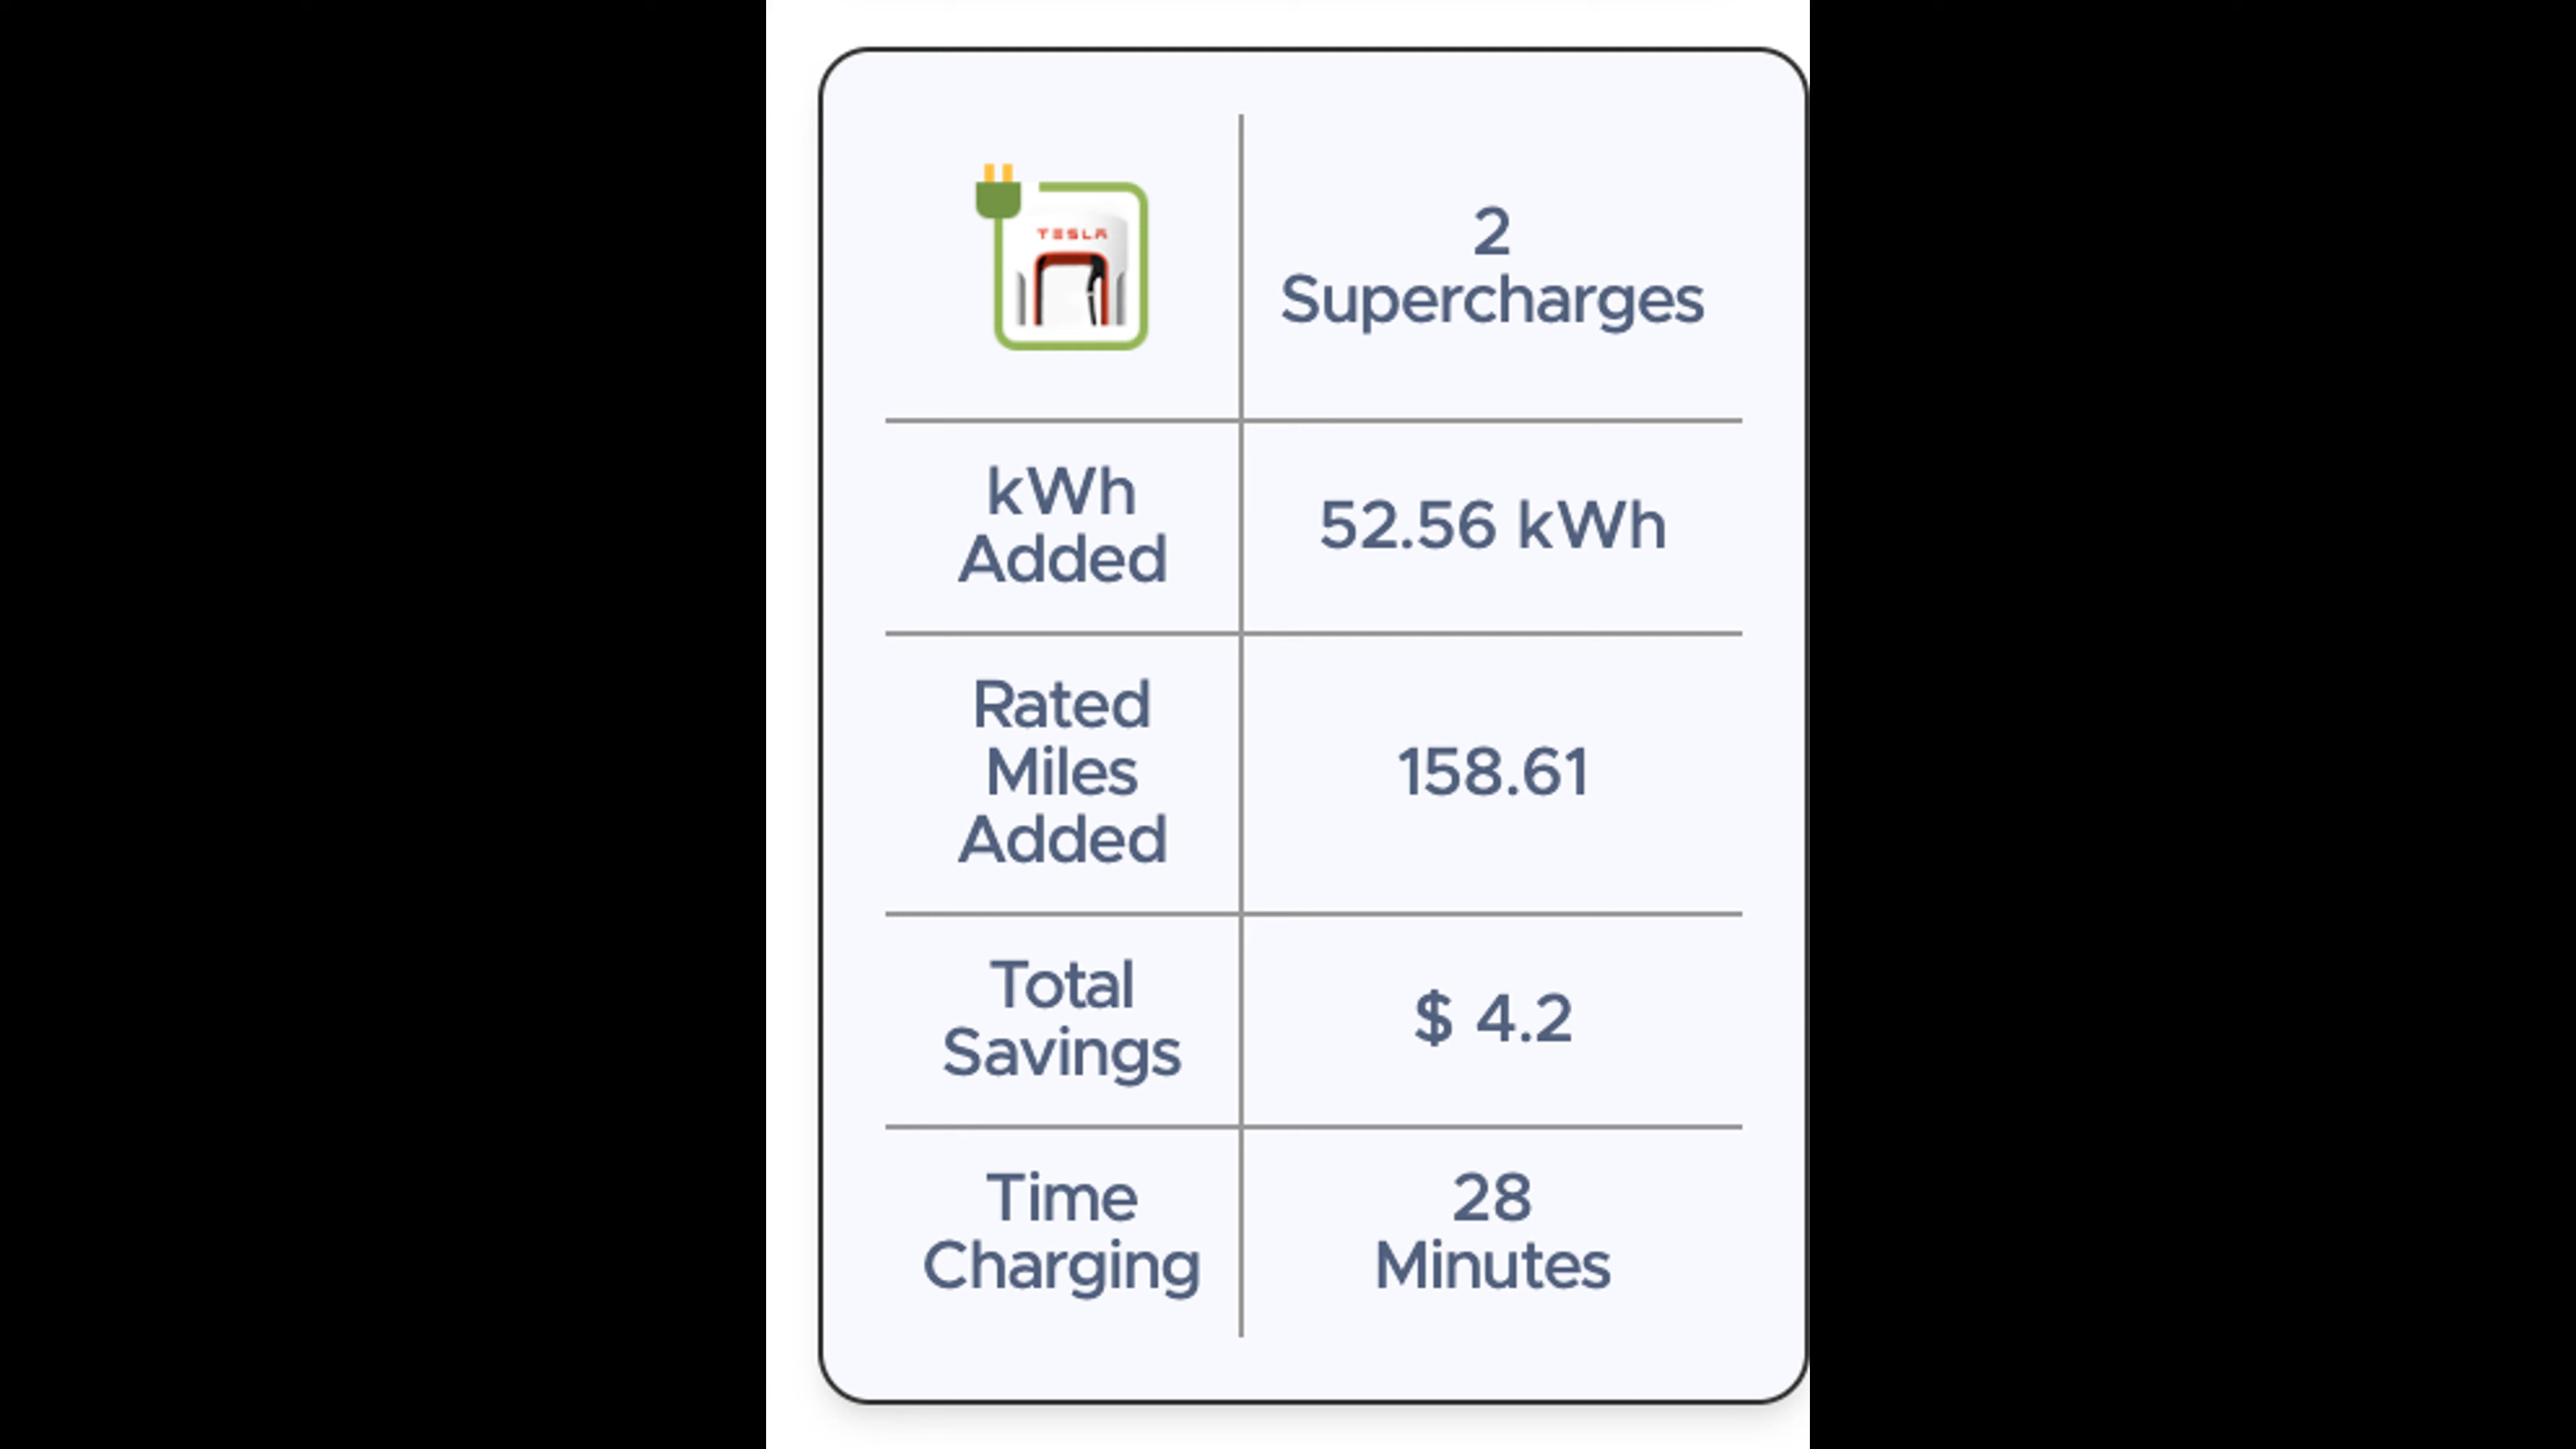 TESLA
2
Supercharges
kWh
Added
52.56 kWh
Rated
Miles
Added
158.61
Total
Savings
$ 4.2
Time
Charging
28
Minutes